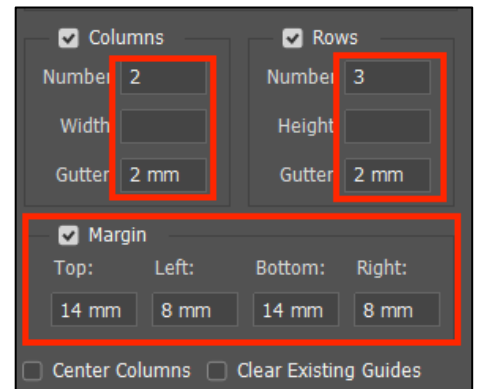 Columns Rows
Number 2 Number 3
Width Height
Gutter 2 mm Gutter 2 mm
Margin
Top: Left: Bottom: Right:
14 mm 8 mm 14 mm 8 mm
Center Columns Clear Existing Guides